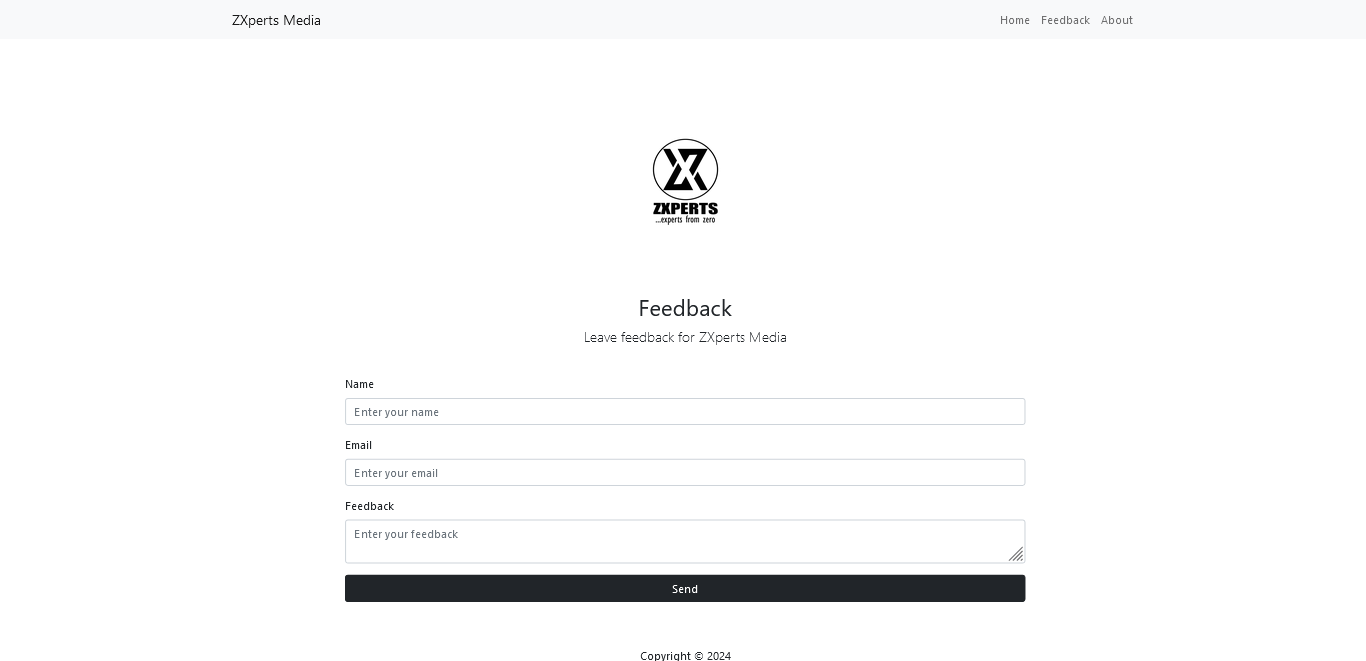 ZXperts Media
Home Feedback About
ZX
ZXPERTS
...experts from zero
Feedback
Leave feedback for ZXperts Media
Name
Enter your name
Email
Enter your email
Feedback
Enter your feedback
Send
Copyright © 2024